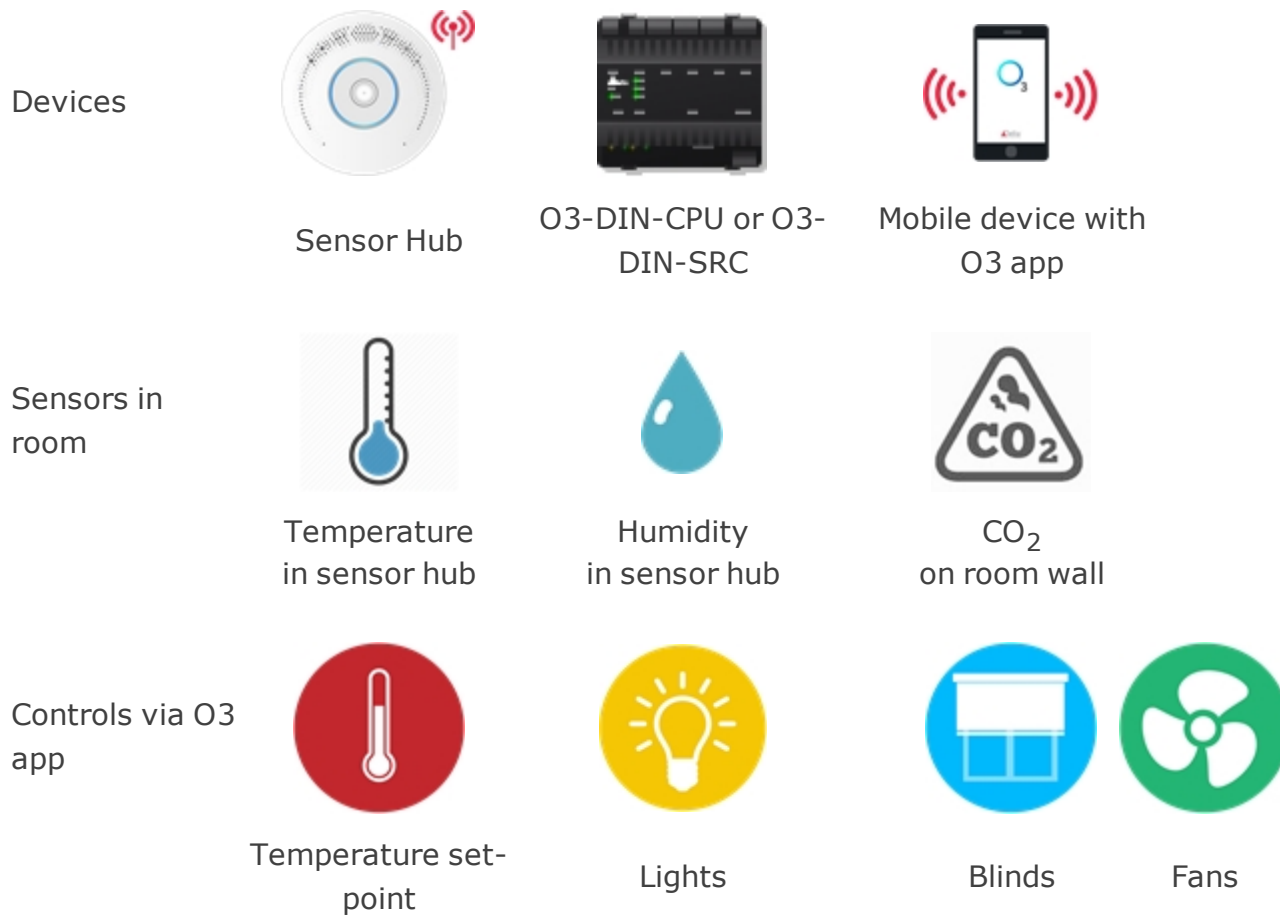 Devices
Sensor Hub
O3-DIN-CPU or O3-
DIN-SRC
3
Mobile device with
O3 app
Sensors in
room
Temperature
in sensor hub
Humidity
in sensor hub
CO2
CO2
on room wall
Controls via O3
app
Temperature set-
point
Lights
Blinds
Fans